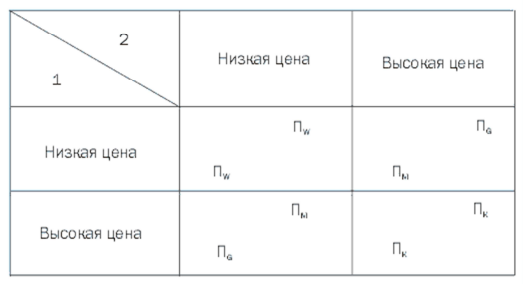 2
1
Низкая цена
Высокая цена
Низкая цена
Пw
Пw
ПG
Пм
Высокая цена
Пм
ПG
Пк
Пк